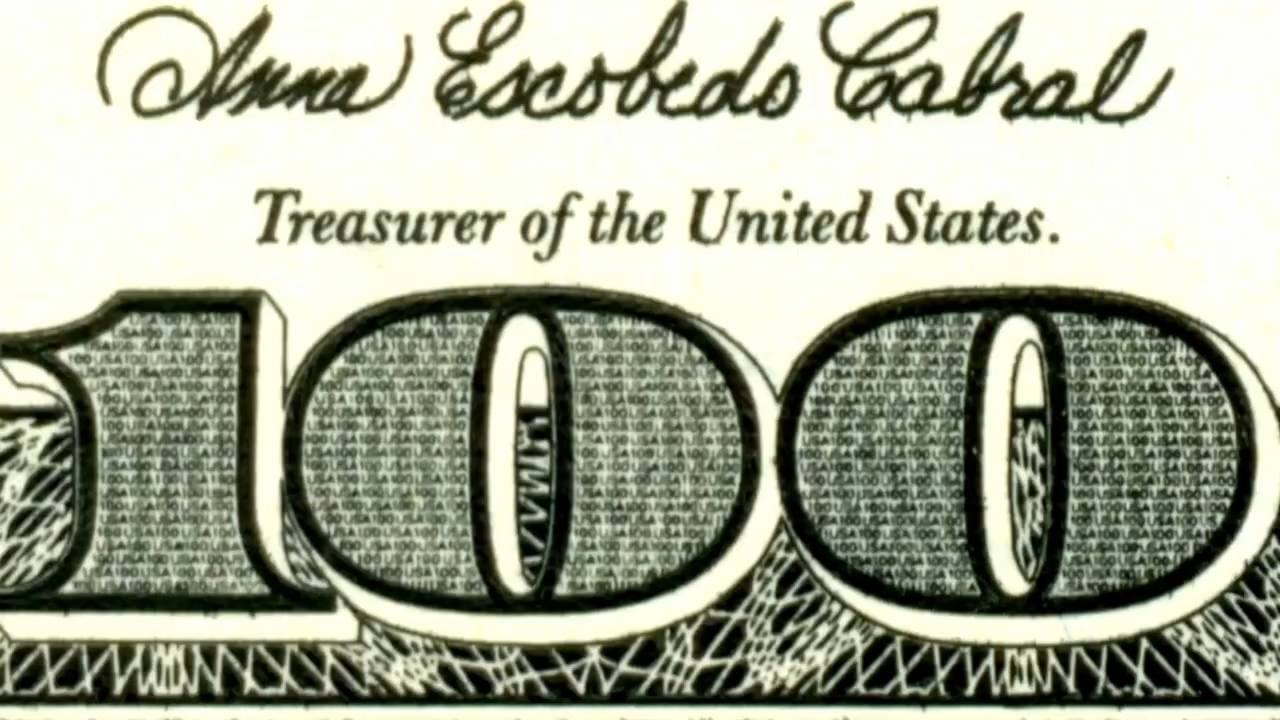 Anna Escobedo Cabral
Treasurer of the United States.
100